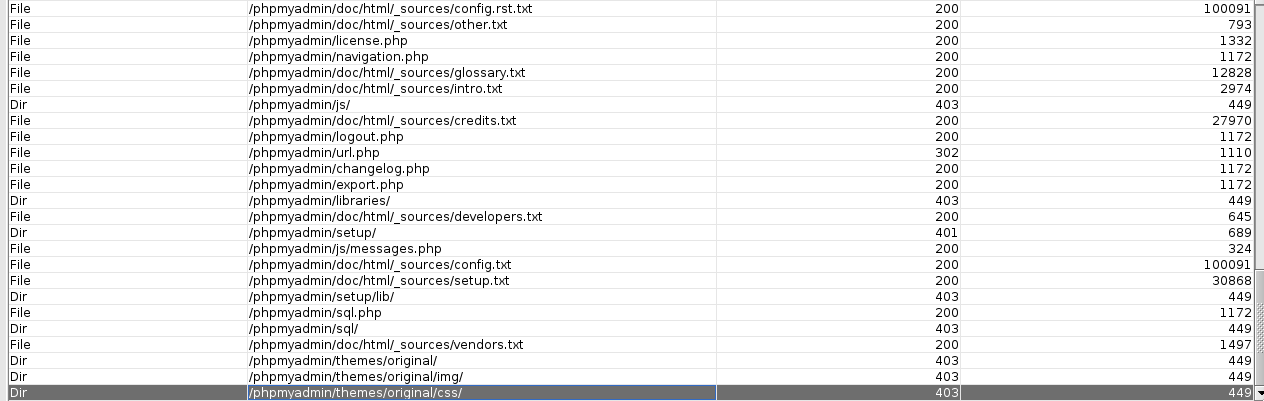 File /phpmyadmin/doc/html/_sources/config.rst.txt 200 100091
File /phpmyadmin/doc/html/_sources/other.txt 200 793
File /phpmyadmin/license.php 200 1332
File /phpmyadmin/navigation.php 200 1172
File /phpmyadmin/doc/html/_sources/glossary.txt 200 12828
File /phpmyadmin/doc/html/_sources/intro.txt 200 2974
Dir /phpmyadmin/js/ 403 449
File /phpmyadmin/doc/html/_sources/credits.txt 200 27970
File /phpmyadmin/logout.php 200 1172
File /phpmyadmin/url.php 302 1110
File /phpmyadmin/changelog.php 200 1172
File /phpmyadmin/export.php 200 1172
Dir /phpmyadmin/libraries/ 403 449
File /phpmyadmin/doc/html/_sources/developers.txt 200 645
Dir /phpmyadmin/setup/ 401 689
File /phpmyadmin/js/messages.php 200 324
File /phpmyadmin/doc/html/_sources/config.txt 200 100091
File /phpmyadmin/doc/html/_sources/setup.txt 200 30868
Dir /phpmyadmin/setup/lib/ 403 449
File /phpmyadmin/sql.php 200 1172
Dir /phpmyadmin/sql/ 403 449
File /phpmyadmin/doc/html/_sources/vendors.txt 200 1497
Dir /phpmyadmin/themes/original/ 403 449
Dir /phpmyadmin/themes/original/img/ 403 449
Dir /phpmyadmin/themes/original/css/ 403 449